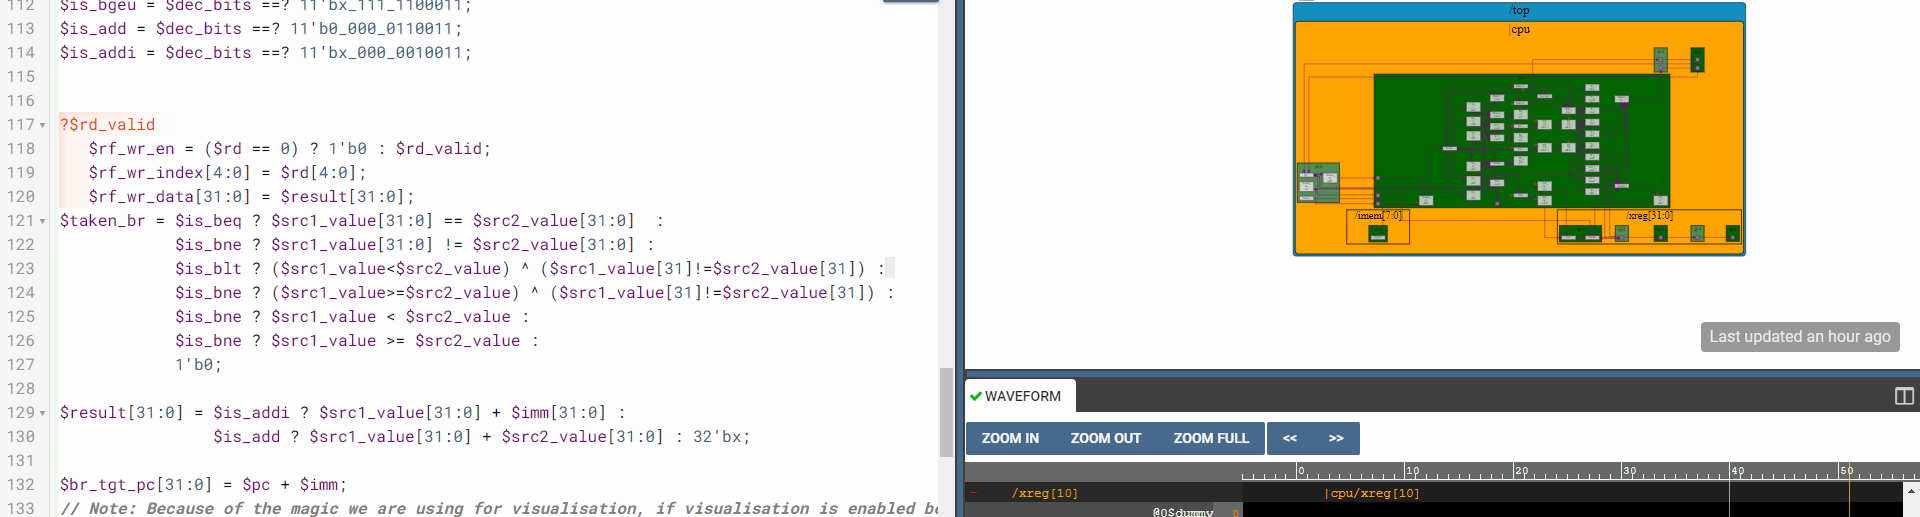 112 $is_bgeu = $dec_bits ==? 11'bx_111_1100011;
113 $is_add = $dec_bits ==? 11'b0_000_0110011;
114 $is_addi = $dec_bits ==? 11'bx_000_0010011;
115
116
117 ?$rd_valid
118 $rf_wr_en = ($rd == 0) ? 1'b0 : $rd_valid;
119 $rf_wr_index[4:0] = $rd[4:0];
120 $rf_wr_data[31:0] = $result[31:0];
121 $taken_br = $is_beq ? $src1_value[31:0] == $src2_value[31:0] :
122 $is_bne ? $src1_value[31:0] != $src2_value[31:0] :
123 $is_blt ? ($src1_value<$src2_value) ^ ($src1_value[31]!=$src2_value[31]) :
124 $is_bne ? ($src1_value>=$src2_value) ^ ($src1_value[31]!=$src2_value[31]) :
125 $is_bne ? $src1_value < $src2_value :
126 $is_bne ? $src1_value >= $src2_value :
127 1'b0;
128
129 $result[31:0] = $is_addi ? $src1_value[31:0] + $imm[31:0] :
130 $is_add ? $src1_value[31:0] + $src2_value[31:0] : 32'bx;
131
132 $br_tgt_pc[31:0] = $pc + $imm;
133 // Note: Because of the magic we are using for visualisation, if visualisation is enabled be
/top
|cpu
/imem[7:0]
/xreg[31:0]
Last updated an hour ago
WAVEFORM
ZOOM IN ZOOM OUT ZOOM FULL << >>
0 10 20 30 40 50
/xreg[10] |cpu/xreg[10]
@0$dummy 0